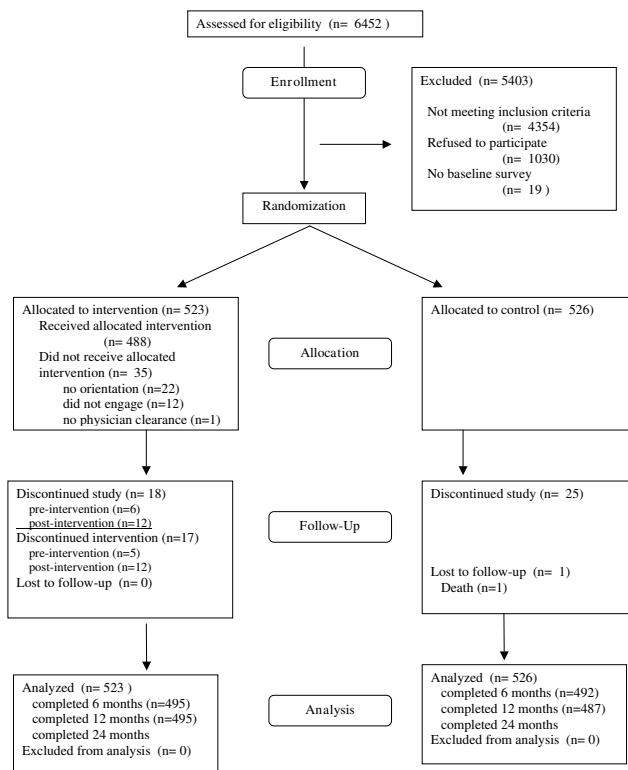 Assessed for eligibility (n= 6452 )
Enrollment
Excluded (n= 5403)
Not meeting inclusion criteria
(n= 4354)
Refused to participate
(n= 1030)
No baseline survey
(n= 19 )
Randomization
Allocated to intervention (n= 523)
Received allocated intervention
(n= 488)
Did not receive allocated
intervention (n= 35)
no orientation (n=22)
did not engage (n=12)
no physician clearance (n=1)
Allocation
Allocated to control (n= 526)
Discontinued study (n= 18)
pre-intervention (n=6)
post-intervention (n=12)
Discontinued intervention (n=17)
pre-intervention (n=5)
post-intervention (n=12)
Lost to follow-up (n= 0)
Follow-Up
Discontinued study (n= 25)
Lost to follow-up (n= 1)
Death (n=1)
Analyzed (n= 523 )
completed 6 months (n=495)
completed 12 months (n=495)
completed 24 months
Excluded from analysis (n= 0)
Analysis
Analyzed (n= 526)
completed 6 months (n=492)
completed 12 months (n=487)
completed 24 months
Excluded from analysis (n= 0)